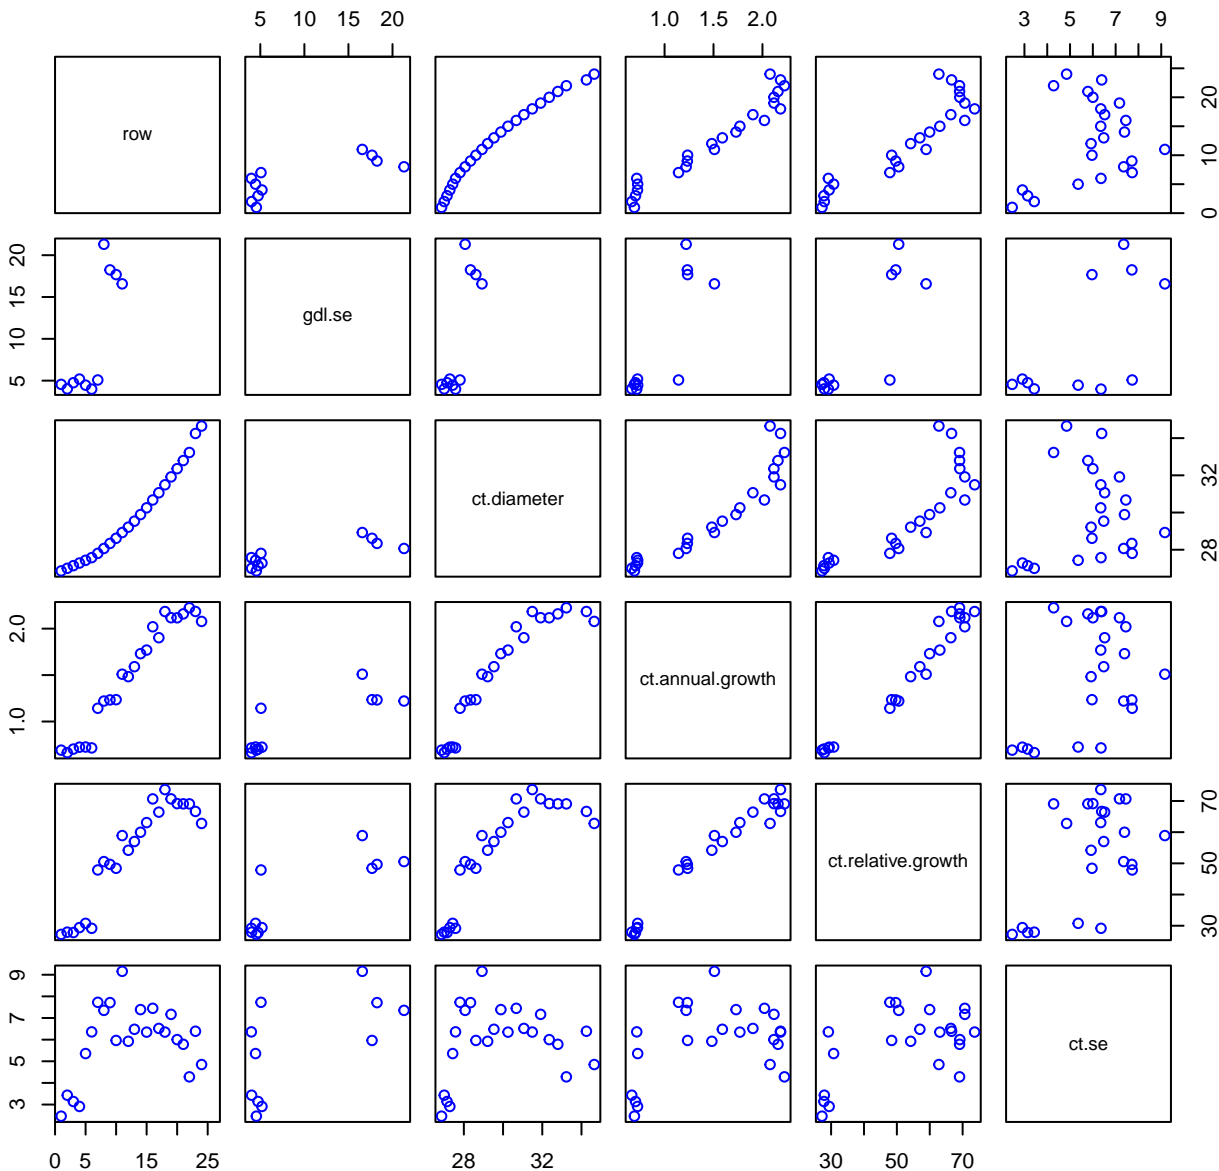 5 10 15 20
1.0 1.5 2.0
3 5 7 9
row
0 10 20
5 10 15 20
gdl.se
28 32
ct.diameter
1.0 2.0
ct.annual.growth
30 50 70
ct.relative.growth
3 5 7 9
ct.se
0 5 15 25
28 32
30 50 70